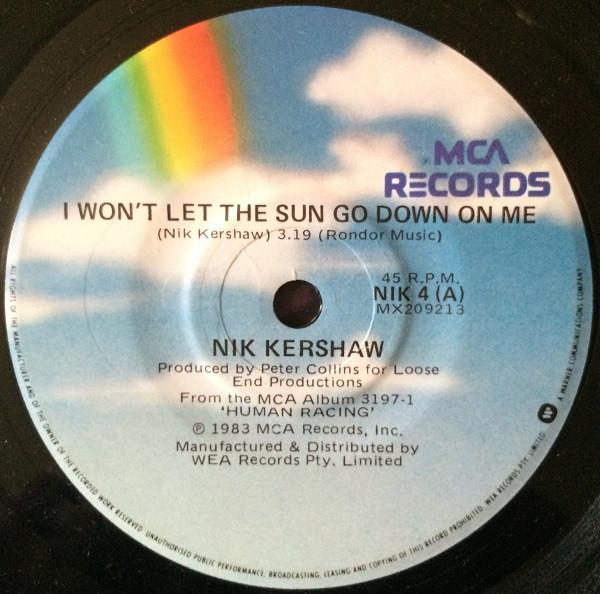 MCA
RECORDS
I WON'T LET THE SUN GO DOWN ON ME
(Nik Kershaw) 3.19 (Rondor Music)
45 R.P.M.
NIK 4 (A)
MX209213
NIK KERSHAW
Produced by Peter Collins for Loose
End Productions
From the MCA Album 3197-1
'HUMAN RACING'
℗ 1983 MCA Records, Inc.
Manufactured & Distributed by
WEA Records Pty. Limited
ALL RIGHTS OF THE MANUFACTURER AND OF THE OWNER OF THE RECORDED WORK RESERVED. UNAUTHORISED PUBLIC PERFORMANCE, BROADCASTING, LEASING AND COPYING OF THIS RECORD PROHIBITED. WEA RECORDS PTY. LIMITED
A WARNER COMMUNICATIONS COMPANY